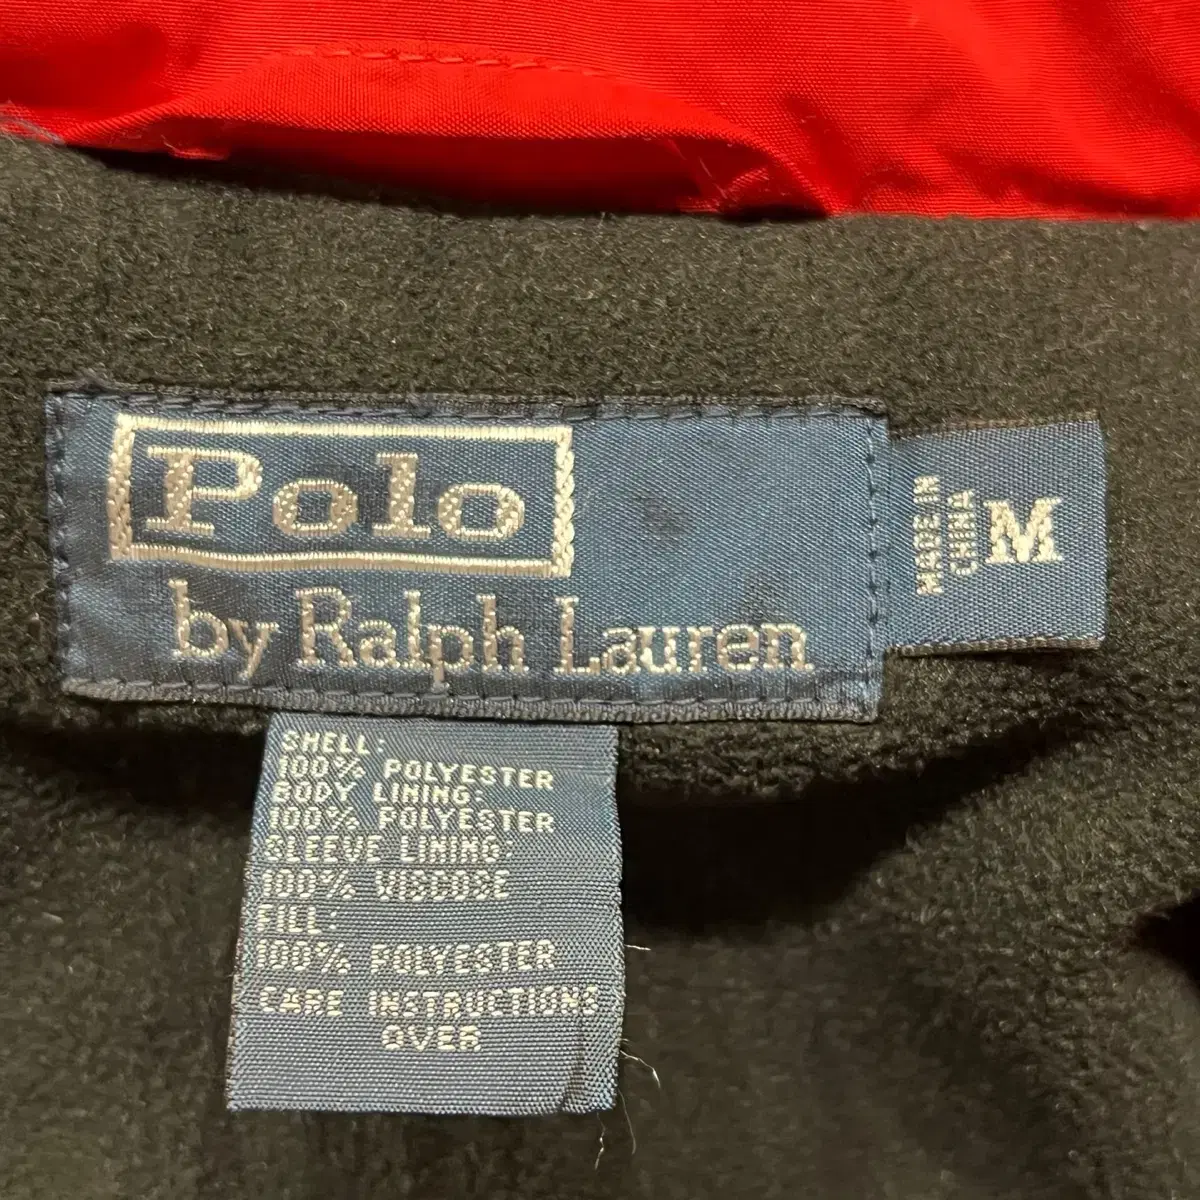 Polo
by Ralph Lauren
MADE IN
CHINA
M
SHELL:
100% POLYESTER
BODY LINING:
100% POLYESTER
SLEEVE LINING:
100% VISCOSE
FILL:
100% POLYESTER
CARE INSTRUCTIONS
OVER